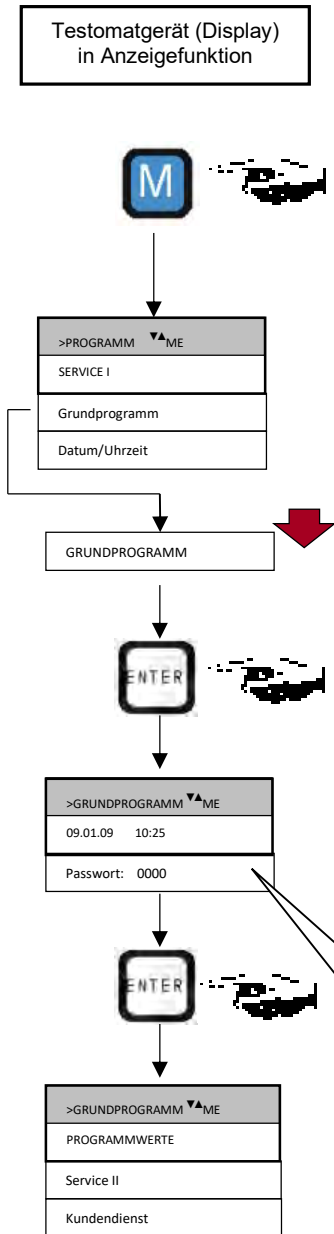 Testomatgerät (Display)
in Anzeigefunktion
M
>PROGRAMM ▼▲ME
SERVICE I
Grundprogramm
Datum/Uhrzeit
GRUNDPROGRAMM
ENTER
>GRUNDPROGRAMM ▼▲ME
09.01.09 10:25
Passwort: 0000
ENTER
>GRUNDPROGRAMM ▼▲ME
PROGRAMMWERTE
Service II
Kundendienst